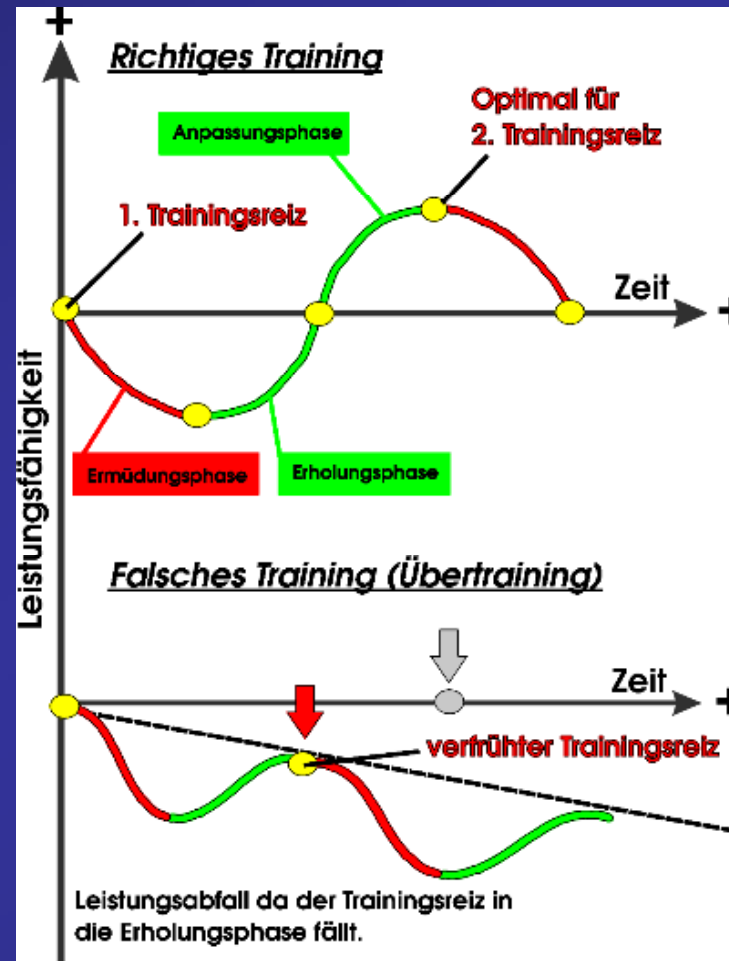 +
Richtiges Training
Optimal für
2. Trainingsreiz
Anpassungsphase
1. Trainingsreiz
Zeit
+
Leistungsfähigkeit
Ermüdungsphase
Erholungsphase
Falsches Training (Übertraining)
Zeit
+
verfrühter Trainingsreiz
Leistungsabfall da der Trainingsreiz in
die Erholungsphase fällt.